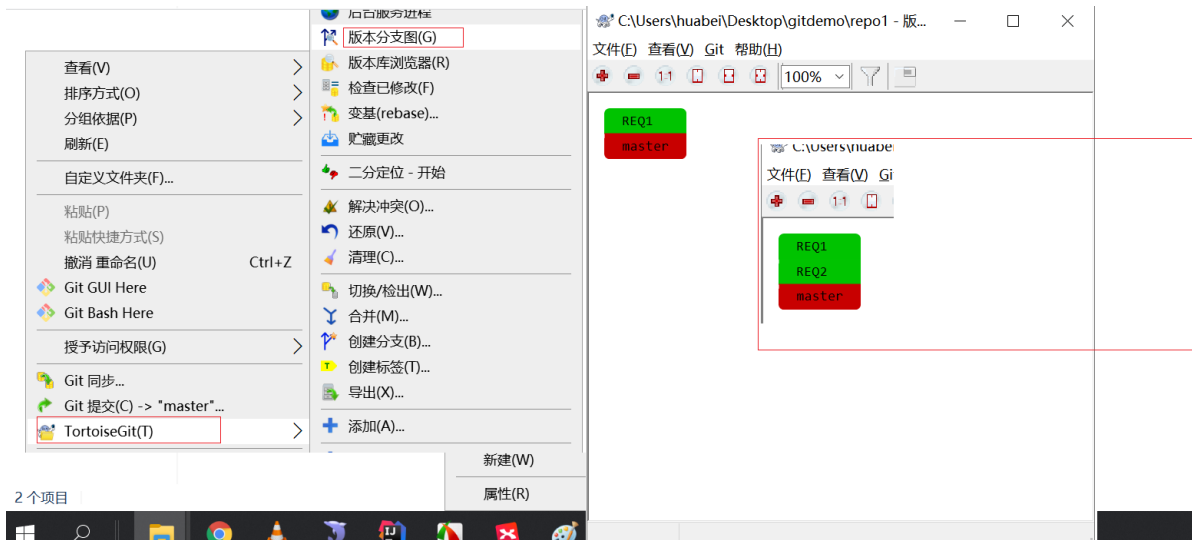 查看(V)
排序方式(O)
分组依据(P)
刷新(E)
自定义文件夹(F)...
粘贴(P)
粘贴快捷方式(S)
撤消 重命名(U) Ctrl+Z
Git GUI Here
Git Bash Here
授予访问权限(G)
Git 同步...
Git 提交(C) -> "master"...
TortoiseGit(T)
2 个项目
后台服务进程
版本分支图(G)
版本库浏览器(R)
检查已修改(F)
变基(rebase)...
贮藏更改
二分定位 - 开始
解决冲突(O)...
还原(V)...
清理(C)...
切换/检出(W)...
合并(M)...
创建分支(B)...
创建标签(T)...
导出(X)...
添加(A)...
新建(W)
属性(R)
C:\Users\huabei\Desktop\gitdemo\repo1 - 版...
文件(F) 查看(V) Git 帮助(H)
1:1 100%
REQ1
master
C:\Users\huabei
文件(F) 查看(V) Gi
1:1
REQ1
REQ2
master